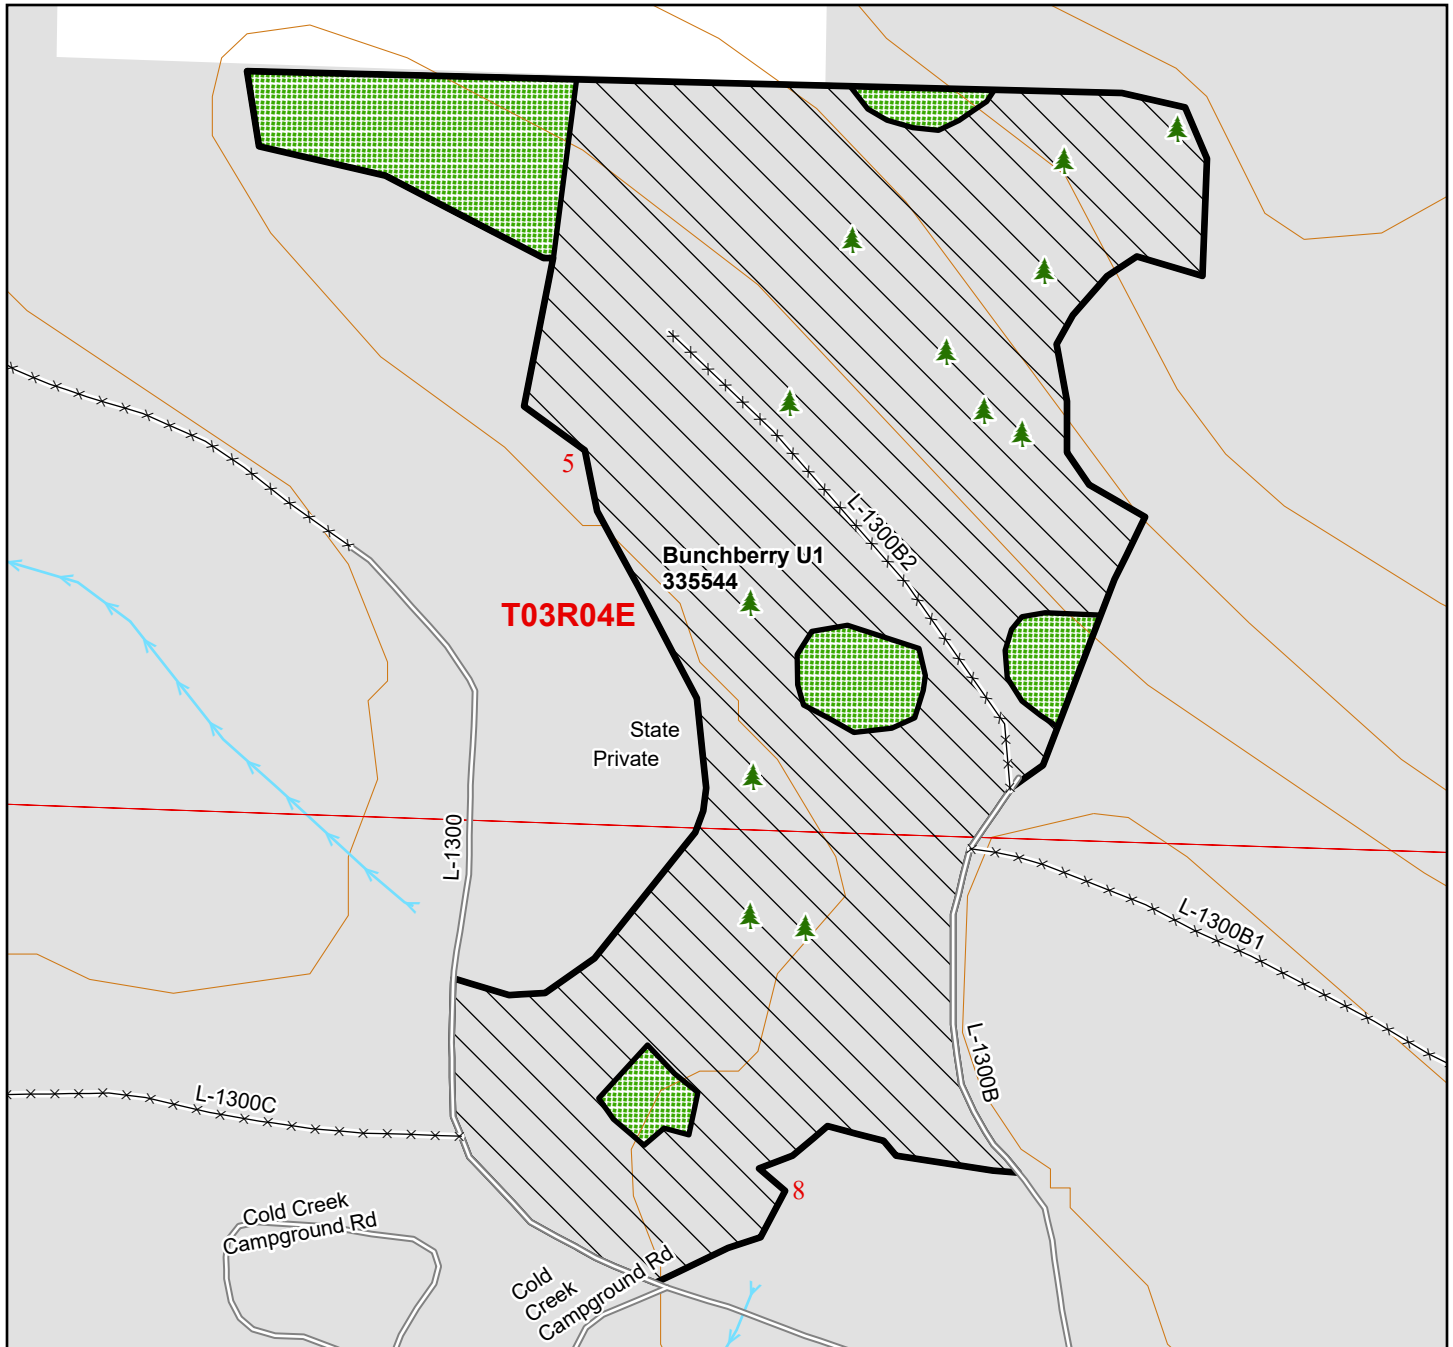 5
L-1300B2
Bunchberry U1
335544
T03R04E
State
Private
L-1300
L-1300B1
L-1300B
L-1300C
8
Cold Creek
Campground Rd
Cold
Creek
Campground Rd